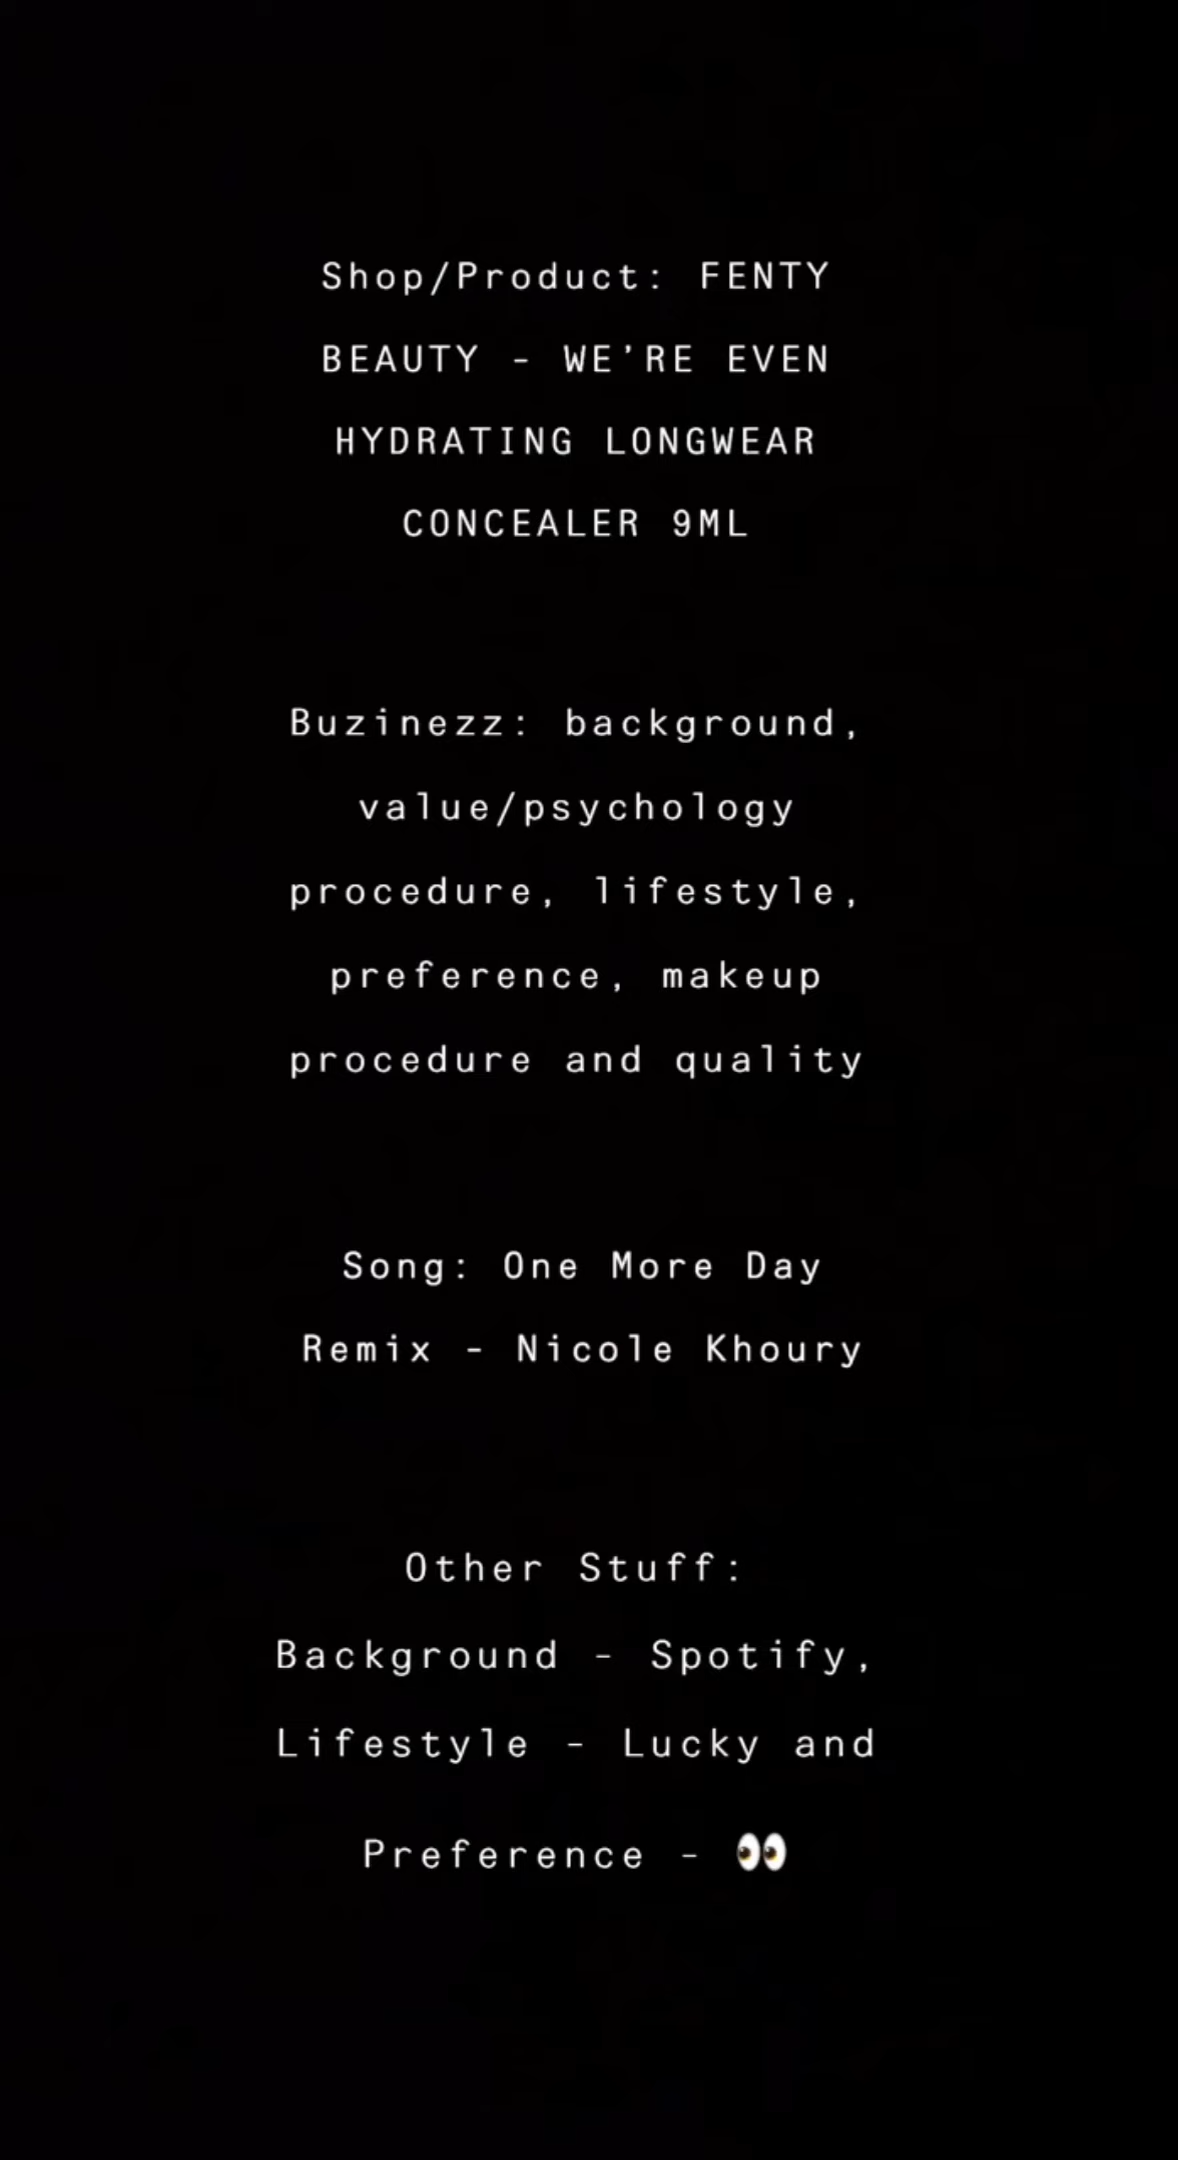 Shop/Product: FENTY
BEAUTY - WE’RE EVEN
HYDRATING LONGWEAR
CONCEALER 9ML
Buzinezz: background,
value/psychology
procedure, lifestyle,
preference, makeup
procedure and quality
Song: One More Day
Remix - Nicole Khoury
Other Stuff:
Background - Spotify,
Lifestyle - Lucky and
Preference - 👀